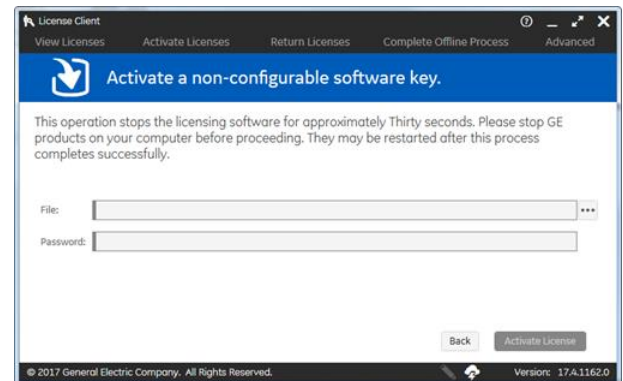 License Client
View Licenses Activate Licenses Return Licenses Complete Offline Process Advanced
Activate a non-configurable software key.
This operation stops the licensing software for approximately Thirty seconds. Please stop GE
products on your computer before proceeding. They may be restarted after this process
completes successfully.
File:
Password:
Back Activate License
© 2017 General Electric Company. All Rights Reserved. Version: 17.4.1162.0